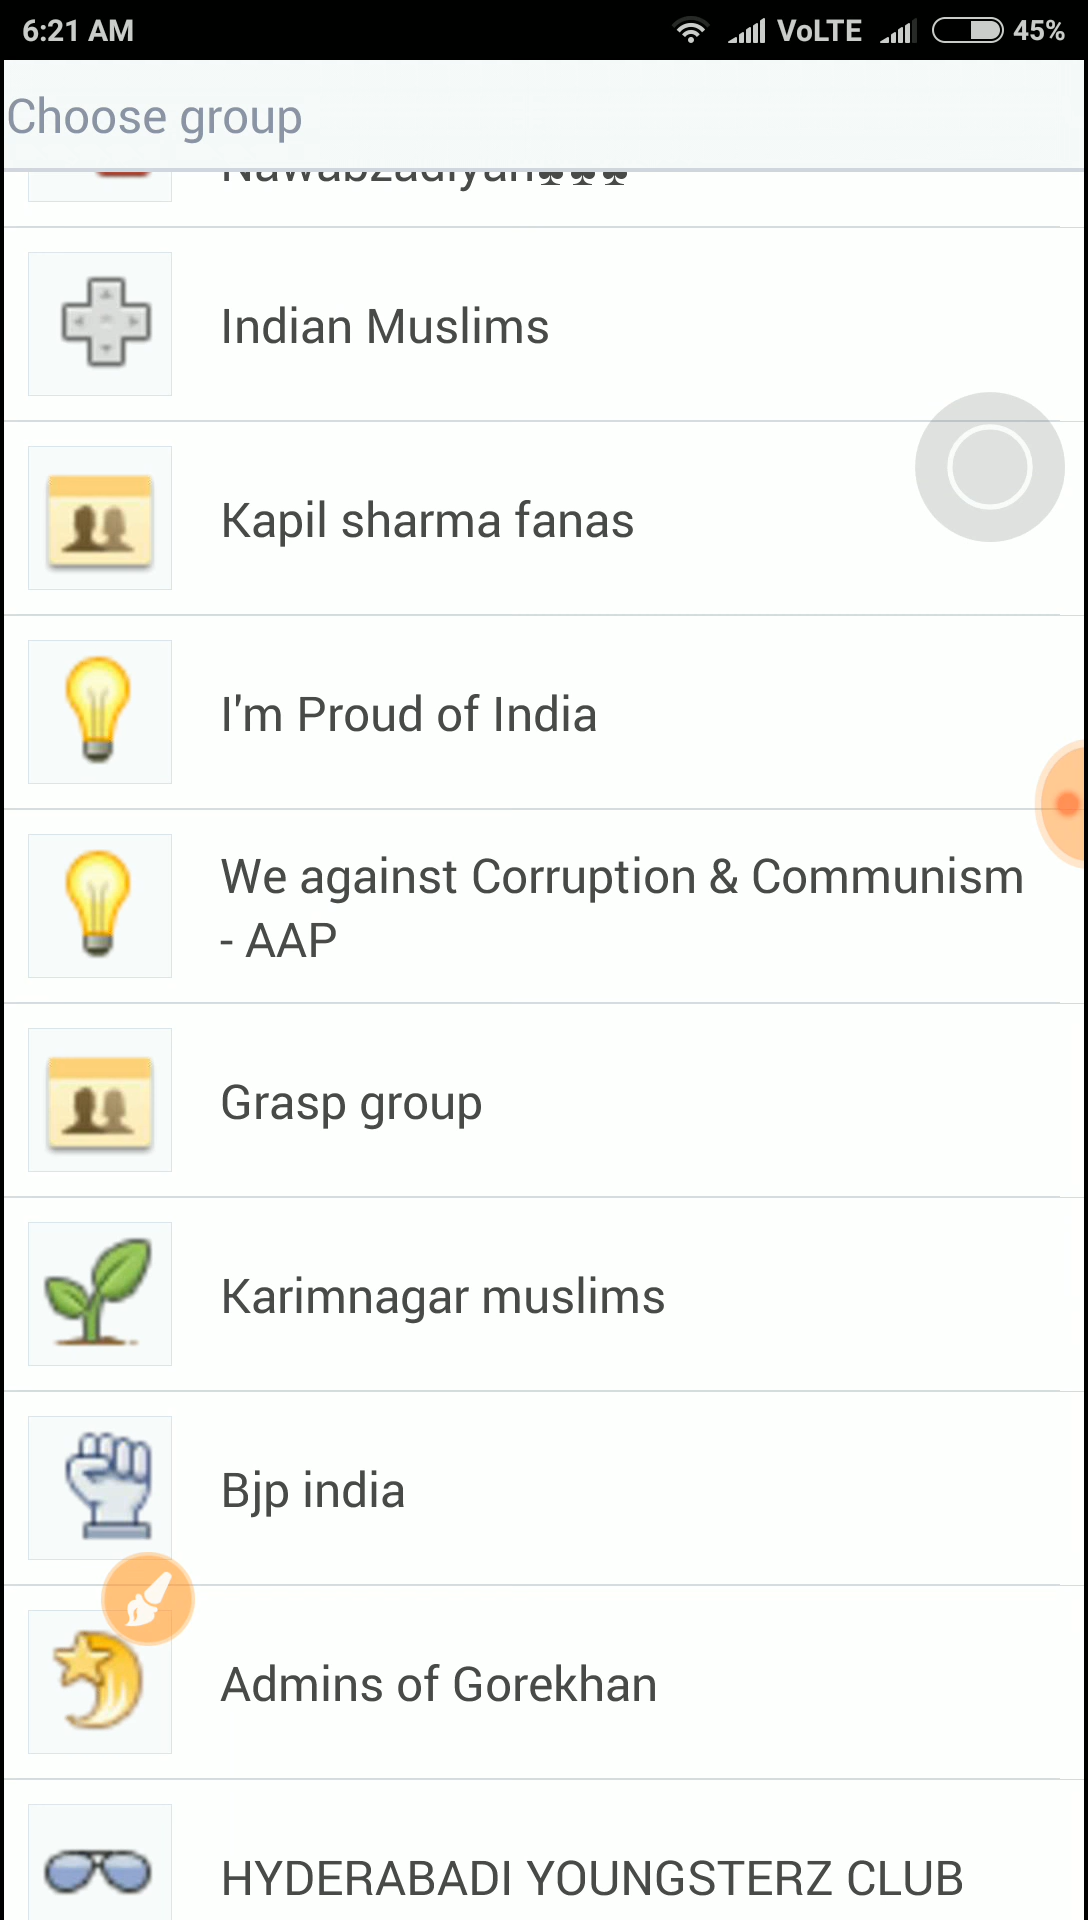 6:21 AM VoLTE 45%
Choose group
Nawabzadiyan♣♣♣
Indian Muslims
Kapil sharma fanas
I'm Proud of India
We against Corruption & Communism
- AAP
Grasp group
Karimnagar muslims
Bjp india
Admins of Gorekhan
HYDERABADI YOUNGSTERZ CLUB